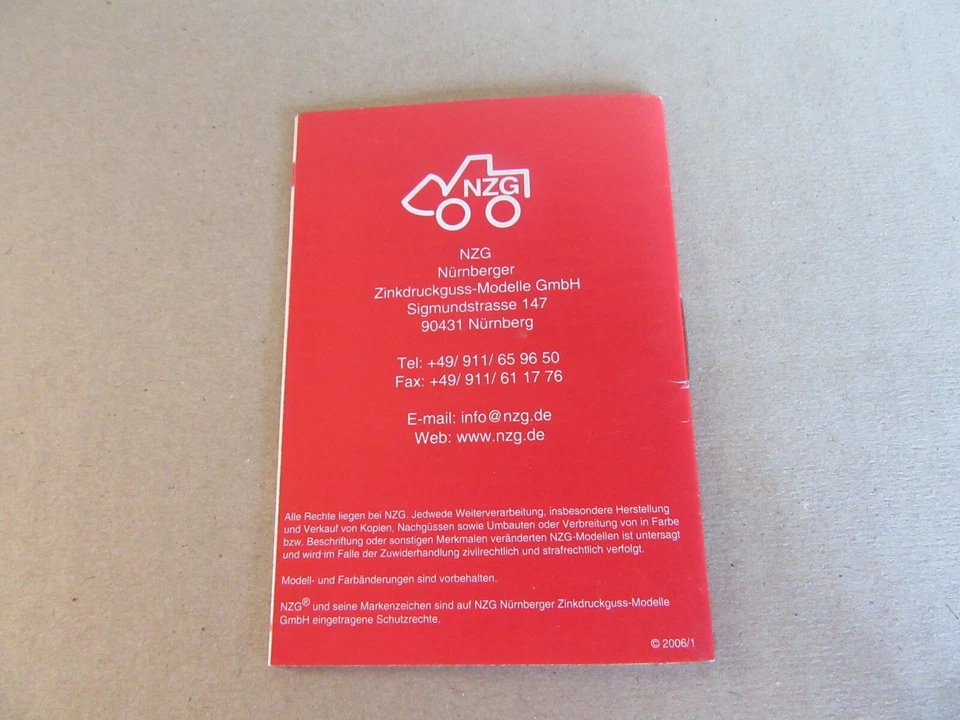 NZG
NZG
Nürnberger
Zinkdruckguss-Modelle GmbH
Sigmundstrasse 147
90431 Nürnberg
Tel: +49/ 911/ 65 96 50
Fax: +49/ 911/ 61 17 76
E-mail: info@nzg.de
Web: www.nzg.de
Alle Rechte liegen bei NZG. Jedwede Weiterverarbeitung, insbesondere Herstellung
und Verkauf von Kopien, Nachgüssen sowie Umbauten oder Verbreitung von in Farbe
bzw. Beschriftung oder sonstigen Merkmalen veränderten NZG-Modellen ist untersagt
und wird im Falle der Zuwiderhandlung zivilrechtlich und strafrechtlich verfolgt.
Modell- und Farbänderungen sind vorbehalten.
NZG® und seine Markenzeichen sind auf NZG Nürnberger Zinkdruckguss-Modelle
GmbH eingetragene Schutzrechte.
© 2006/1